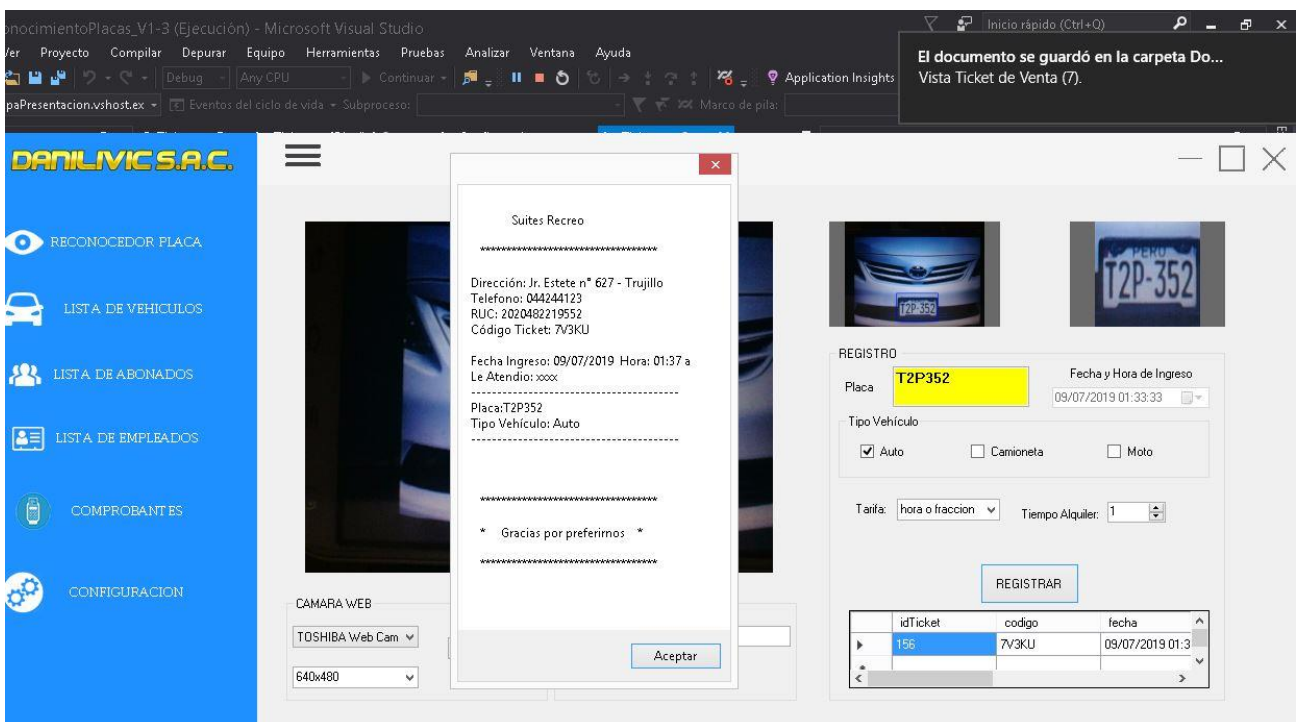 onocimientoPlacas_V1-3 (Ejecución) - Microsoft Visual Studio
Inicio rápido (Ctrl+Q)
Ver Proyecto Compilar Depurar Equipo Herramientas Pruebas Analizar Ventana Ayuda
Debug Any CPU Continuar Application Insights
paPresentacion.vshost.ex Eventos del ciclo de vida Subproceso: Marco de pila:
El documento se guardó en la carpeta Do...
Vista Ticket de Venta (7).
DANILIVIC S.A.C.
RECONOCEDOR PLACA
LISTA DE VEHICULOS
LISTA DE ABONADOS
LISTA DE EMPLEADOS
COMPROBANTES
CONFIGURACION
Suites Recreo
***********************************
Dirección: Jr. Estete n° 627 - Trujillo
Telefono: 044244123
RUC: 2020482219552
Código Ticket: 7V3KU
Fecha Ingreso: 09/07/2019 Hora: 01:37 a
Le Atendio: xxxx
-----------------------------------------
Placa:T2P352
Tipo Vehículo: Auto
-----------------------------------------
***********************************
* Gracias por preferirnos *
***********************************
Aceptar
CAMARA WEB
TOSHIBA Web Cam
640x480
T2P-352
PERU
T2P-352
REGISTRO
Placa T2P352
Fecha y Hora de Ingreso
09/07/2019 01:33:33
Tipo Vehículo
Auto Camioneta Moto
Tarifa: hora o fraccion Tiempo Alquiler: 1
REGISTRAR
idTicket codigo fecha
156 7V3KU 09/07/2019 01:3